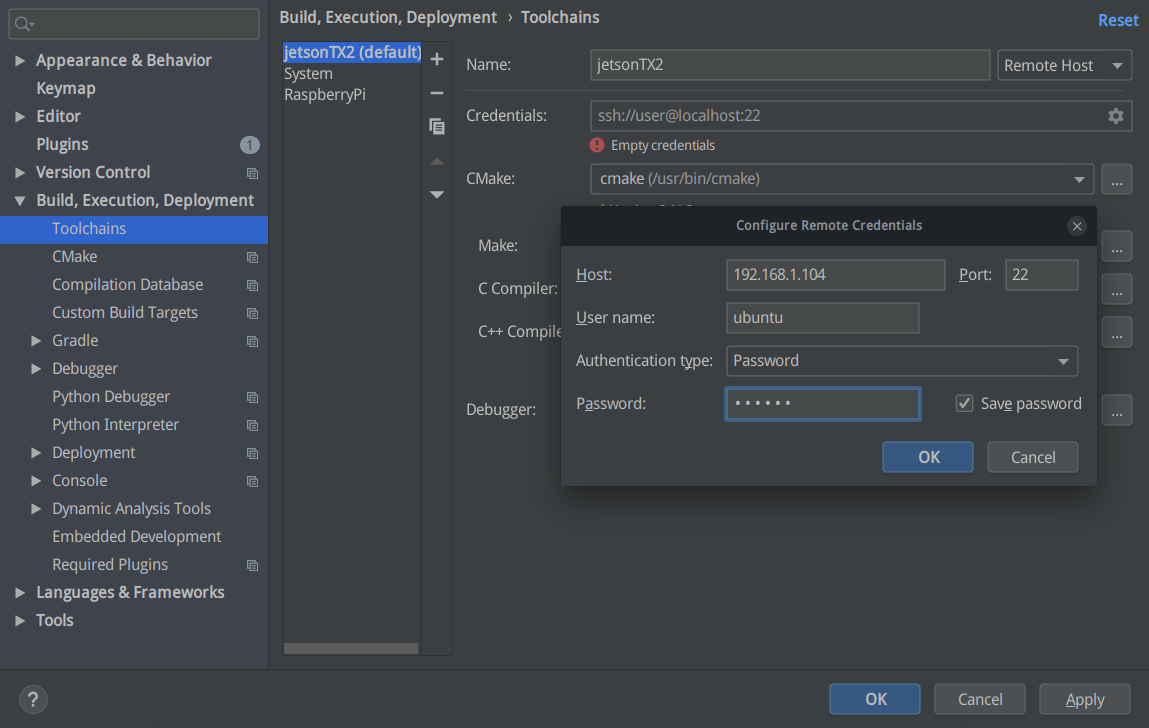 Build, Execution, Deployment › Toolchains
Reset
Appearance & Behavior
Keymap
Editor
Plugins 1
Version Control
Build, Execution, Deployment
Toolchains
CMake
Compilation Database
Custom Build Targets
Gradle
Debugger
Python Debugger
Python Interpreter
Deployment
Console
Dynamic Analysis Tools
Embedded Development
Required Plugins
Languages & Frameworks
Tools
jetsonTX2 (default)
System
RaspberryPi
Name: jetsonTX2 Remote Host
Credentials: ssh://user@localhost:22
Empty credentials
CMake: cmake (/usr/bin/cmake) ...
Make: ...
C Compiler: ...
C++ Compile ...
Debugger: ...
Configure Remote Credentials
Host: 192.168.1.104 Port: 22
User name: ubuntu
Authentication type: Password
Password: •••••• Save password
OK Cancel
? OK Cancel Apply